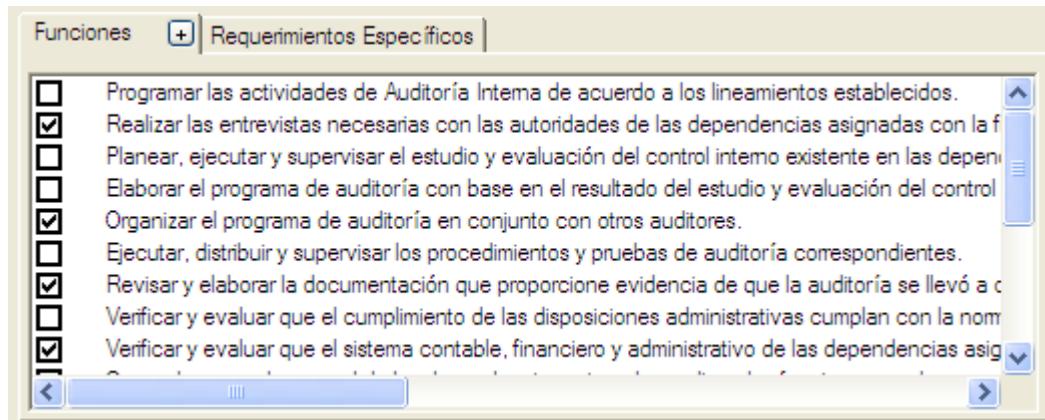 Funciones
Requerimientos Específicos
Programar las actividades de Auditoría Interna de acuerdo a los lineamientos establecidos.
Realizar las entrevistas necesarias con las autoridades de las dependencias asignadas con la f
Planear, ejecutar y supervisar el estudio y evaluación del control interno existente en las depen
Elaborar el programa de auditoría con base en el resultado del estudio y evaluación del control
Organizar el programa de auditoría en conjunto con otros auditores.
Ejecutar, distribuir y supervisar los procedimientos y pruebas de auditoría correspondientes.
Revisar y elaborar la documentación que proporcione evidencia de que la auditoría se llevó a c
Verificar y evaluar que el cumplimiento de las disposiciones administrativas cumplan con la norm
Verificar y evaluar que el sistema contable, financiero y administrativo de las dependencias asig